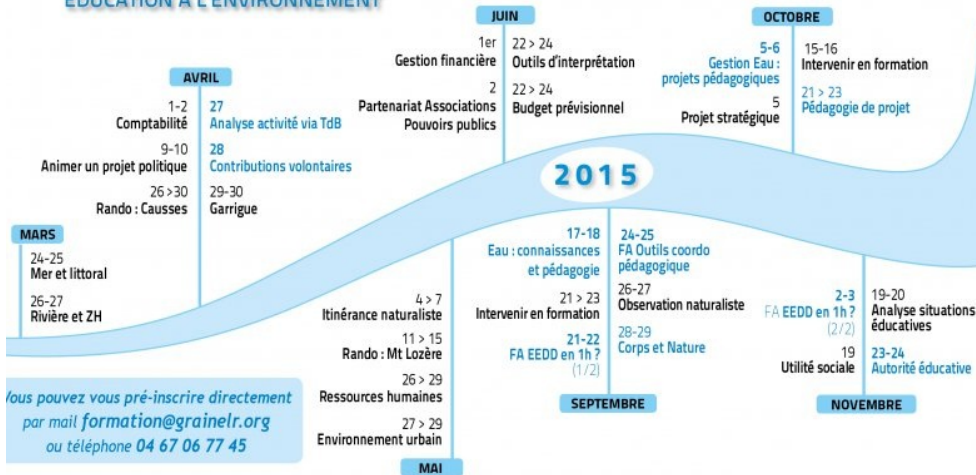 ÉDUCATION À L'ENVIRONNEMENT
MARS
24-25
Mer et littoral
26-27
Rivière et ZH
AVRIL
1-2
Comptabilité
9-10
Animer un projet politique
26 >30
Rando : Causses
27
Analyse activité via TdB
28
Contributions volontaires
29-30
Garrigue
MAI
4 > 7
Itinérance naturaliste
11 > 15
Rando : Mt Lozère
26 > 29
Ressources humaines
27 > 29
Environnement urbain
JUIN
1er
Gestion financière
2
Partenariat Associations
Pouvoirs publics
22 > 24
Outils d'interprétation
22 > 24
Budget prévisionnel
2015
SEPTEMBRE
17-18
Eau : connaissances
et pédagogie
21 > 23
Intervenir en formation
21-22
FA EEDD en 1h ?
(1/2)
24-25
FA Outils coordo
pédagogique
26-27
Observation naturaliste
28-29
Corps et Nature
OCTOBRE
5-6
Gestion Eau :
projets pédagogiques
5
Projet stratégique
15-16
Intervenir en formation
21 > 23
Pédagogie de projet
NOVEMBRE
2-3
FA EEDD en 1h ?
(2/2)
19
Utilité sociale
19-20
Analyse situations
éducatives
23-24
Autorité éducative
Vous pouvez vous pré-inscrire directement
par mail formation@grainelr.org
ou téléphone 04 67 06 77 45